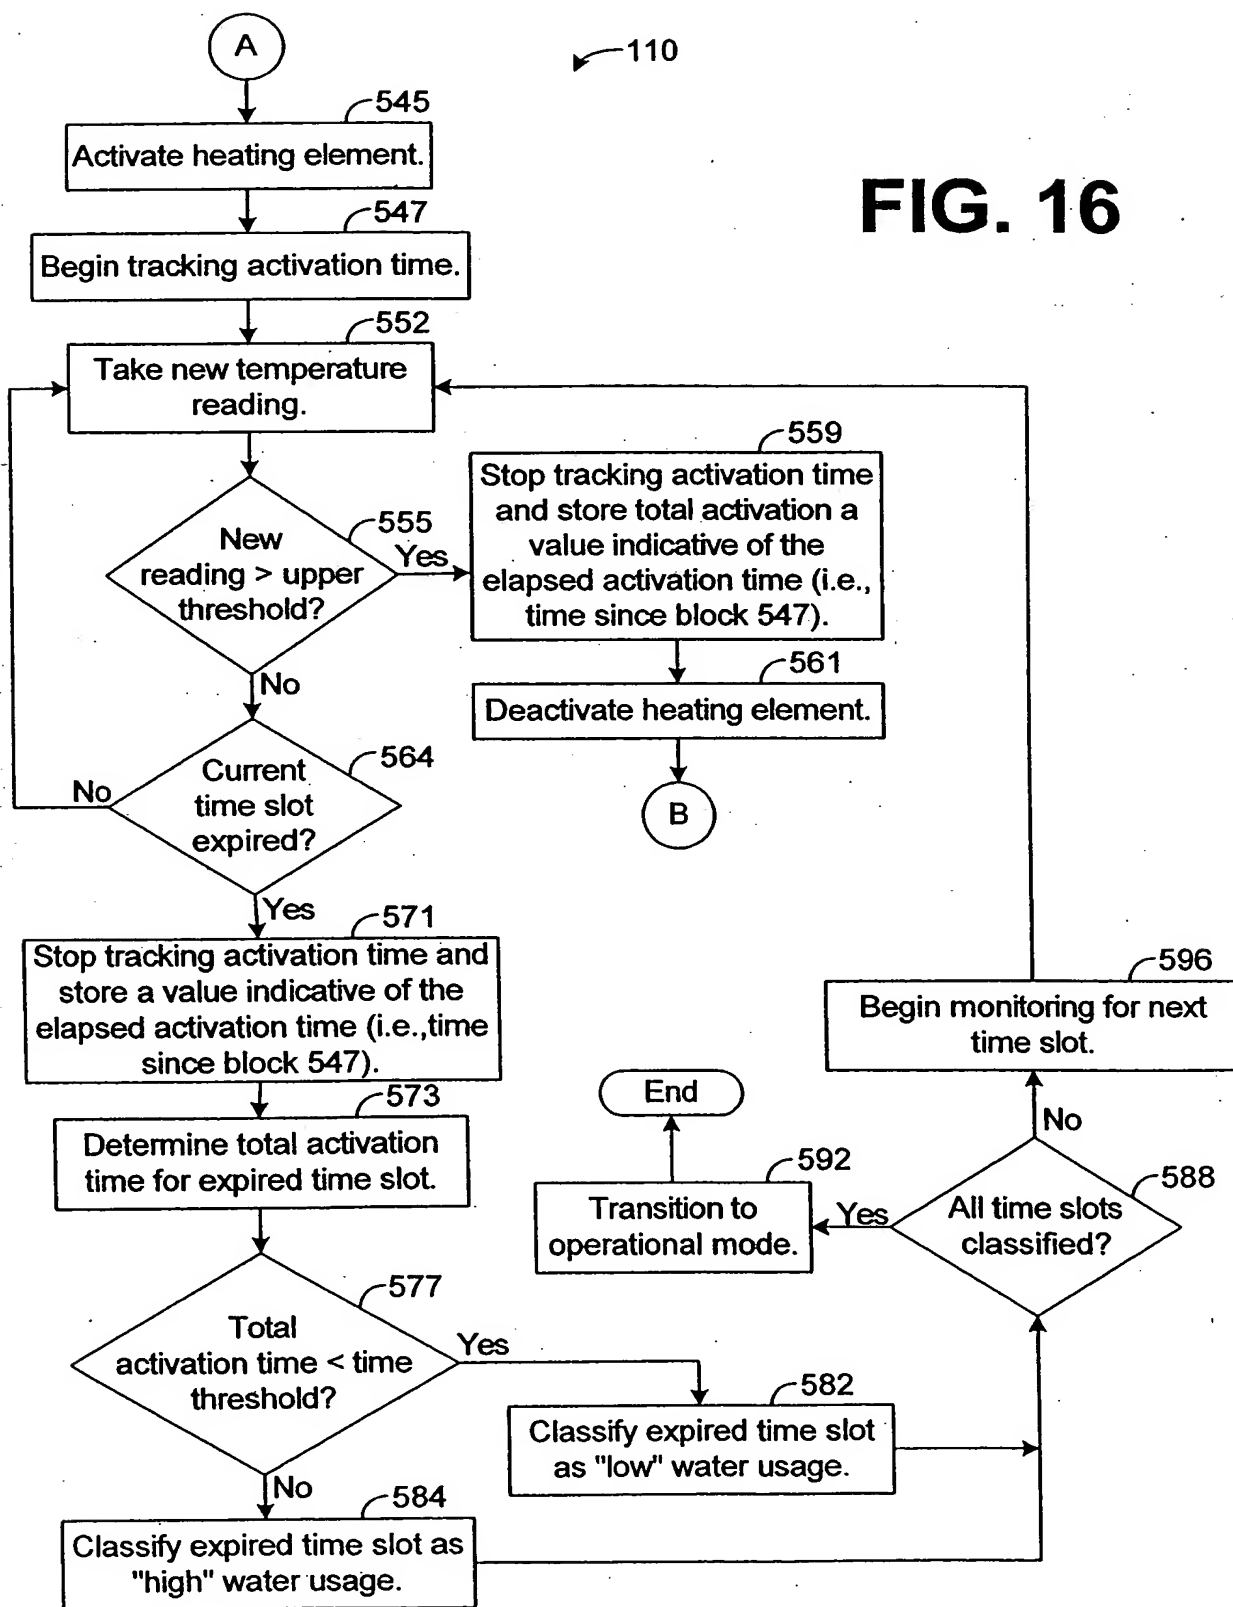 A
110
545
Activate heating element.
FIG. 16
547
Begin tracking activation time.
552
Take new temperature
reading.
555
New
reading > upper
threshold?
Yes
559
Stop tracking activation time
and store total activation a
value indicative of the
elapsed activation time (i.e.,
time since block 547).
No
561
Deactivate heating element.
B
564
Current
time slot
expired?
No
Yes
571
Stop tracking activation time and
store a value indicative of the
elapsed activation time (i.e.,time
since block 547).
573
Determine total activation
time for expired time slot.
577
Total
activation time < time
threshold?
Yes
582
Classify expired time slot
as "low" water usage.
No
584
Classify expired time slot as
"high" water usage.
588
All time slots
classified?
Yes
592
Transition to
operational mode.
End
No
596
Begin monitoring for next
time slot.